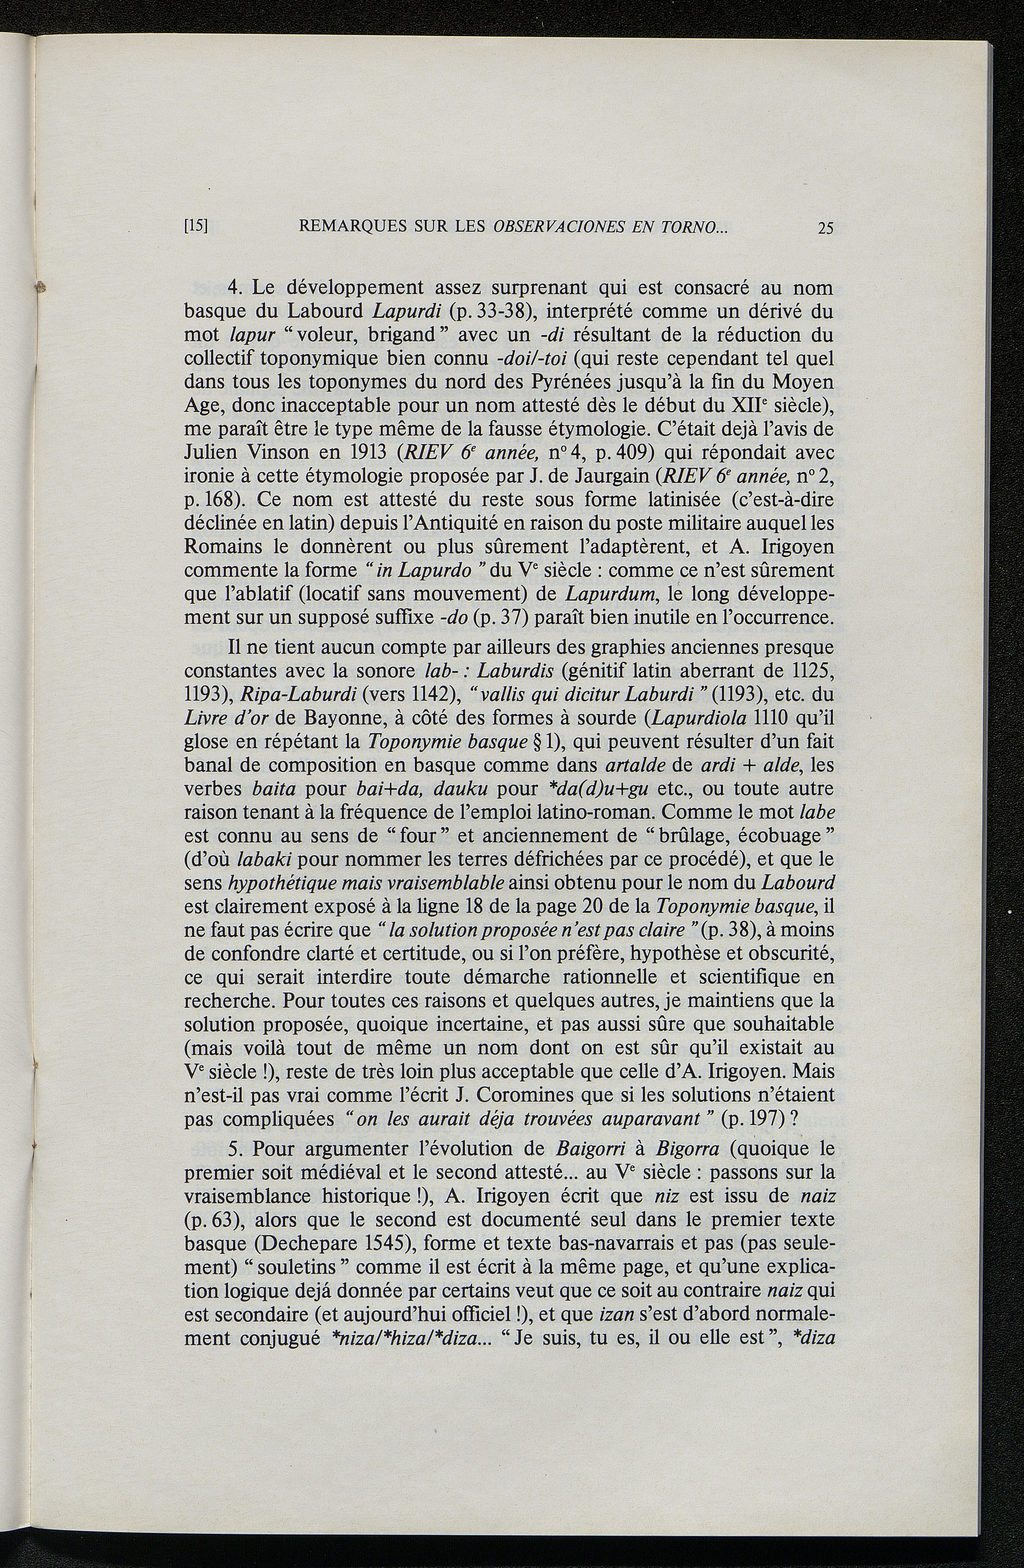 [15] REMARQUES SUR LES OBSERVACIONES EN TORNO... 25
4. Le développement assez surprenant qui est consacré au nom
basque du Labourd Lapurdi (p. 33-38), interprété comme un dérivé du
mot lapur “ voleur, brigand ” avec un -di résultant de la réduction du
collectif toponymique bien connu -doi/-toi (qui reste cependant tel quel
dans tous les toponymes du nord des Pyrénées jusqu’à la fin du Moyen
Age, donc inacceptable pour un nom attesté dès le début du XIIe siècle),
me paraît être le type même de la fausse étymologie. C’était dejà l’avis de
Julien Vinson en 1913 (RIEV 6e année, n° 4, p. 409) qui répondait avec
ironie à cette étymologie proposée par J. de Jaurgain (RIEV 6e année, n° 2,
p. 168). Ce nom est attesté du reste sous forme latinisée (c’est-à-dire
déclinée en latin) depuis l’Antiquité en raison du poste militaire auquel les
Romains le donnèrent ou plus sûrement l’adaptèrent, et A. Irigoyen
commente la forme “ in Lapurdo ” du Ve siècle : comme ce n’est sûrement
que l’ablatif (locatif sans mouvement) de Lapurdum, le long développe-
ment sur un supposé suffixe -do (p. 37) paraît bien inutile en l’occurrence.
Il ne tient aucun compte par ailleurs des graphies anciennes presque
constantes avec la sonore lab- : Laburdis (génitif latin aberrant de 1125,
1193), Ripa-Laburdi (vers 1142), “ vallis qui dicitur Laburdi ” (1193), etc. du
Livre d’or de Bayonne, à côté des formes à sourde (Lapurdiola 1110 qu’il
glose en répétant la Toponymie basque § 1), qui peuvent résulter d’un fait
banal de composition en basque comme dans artalde de ardi + alde, les
verbes baita pour bai+da, dauku pour *da(d)u+gu etc., ou toute autre
raison tenant à la fréquence de l’emploi latino-roman. Comme le mot labe
est connu au sens de “ four ” et anciennement de “ brûlage, écobuage ”
(d’où labaki pour nommer les terres défrichées par ce procédé), et que le
sens hypothétique mais vraisemblable ainsi obtenu pour le nom du Labourd
est clairement exposé à la ligne 18 de la page 20 de la Toponymie basque, il
ne faut pas écrire que “ la solution proposée n’est pas claire ” (p. 38), à moins
de confondre clarté et certitude, ou si l’on préfère, hypothèse et obscurité,
ce qui serait interdire toute démarche rationnelle et scientifique en
recherche. Pour toutes ces raisons et quelques autres, je maintiens que la
solution proposée, quoique incertaine, et pas aussi sûre que souhaitable
(mais voilà tout de même un nom dont on est sûr qu’il existait au
Ve siècle !), reste de très loin plus acceptable que celle d’A. Irigoyen. Mais
n’est-il pas vrai comme l’écrit J. Coromines que si les solutions n’étaient
pas compliquées “ on les aurait déja trouvées auparavant ” (p. 197) ?
5. Pour argumenter l’évolution de Baigorri à Bigorra (quoique le
premier soit médiéval et le second attesté... au Ve siècle : passons sur la
vraisemblance historique !), A. Irigoyen écrit que niz est issu de naiz
(p. 63), alors que le second est documenté seul dans le premier texte
basque (Dechepare 1545), forme et texte bas-navarrais et pas (pas seule-
ment) “ souletins ” comme il est écrit à la même page, et qu’une explica-
tion logique dejá donnée par certains veut que ce soit au contraire naiz qui
est secondaire (et aujourd’hui officiel !), et que izan s’est d’abord normale-
ment conjugué *niza/*hiza/*diza... “ Je suis, tu es, il ou elle est ”, *diza